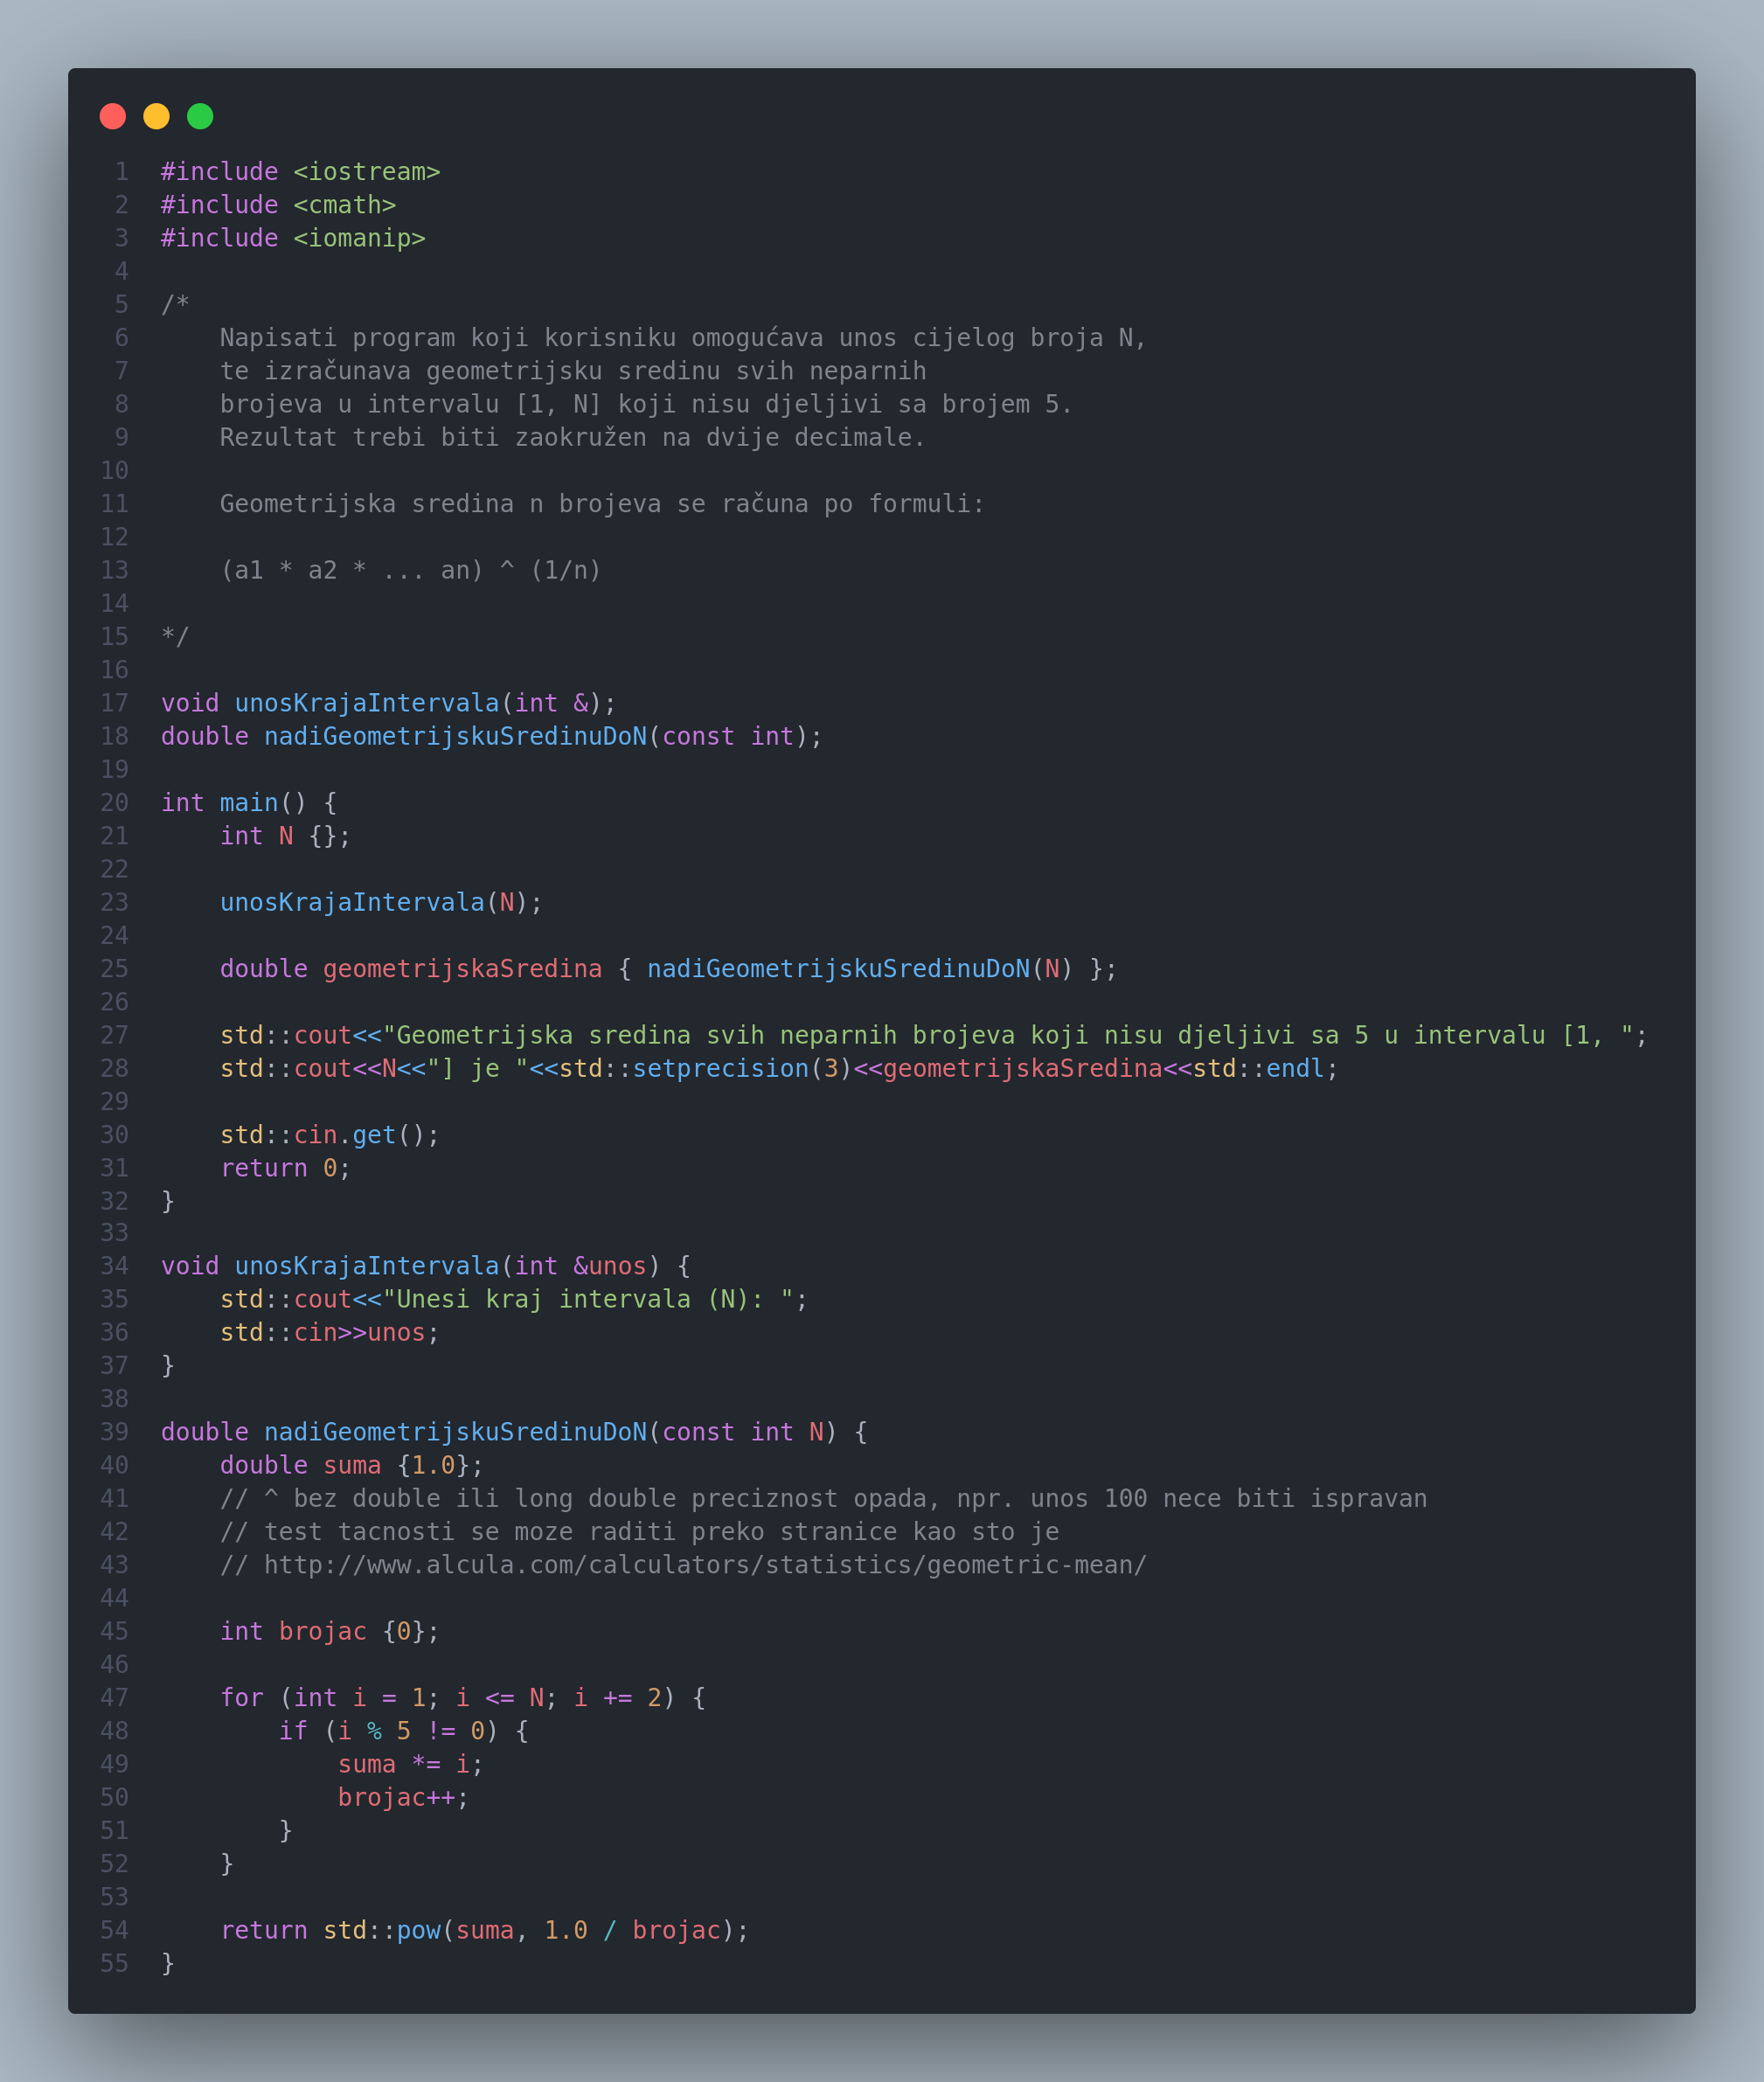 1 #include <iostream>
2 #include <cmath>
3 #include <iomanip>
4
5 /*
6     Napisati program koji korisniku omogućava unos cijelog broja N,
7     te izračunava geometrijsku sredinu svih neparnih
8     brojeva u intervalu [1, N] koji nisu djeljivi sa brojem 5.
9     Rezultat trebi biti zaokružen na dvije decimale.
10
11     Geometrijska sredina n brojeva se računa po formuli:
12
13     (a1 * a2 * ... an) ^ (1/n)
14
15 */
16
17 void unosKrajaIntervala(int &);
18 double nadiGeometrijskuSredinuDoN(const int);
19
20 int main() {
21     int N {};
22
23     unosKrajaIntervala(N);
24
25     double geometrijskaSredina { nadiGeometrijskuSredinuDoN(N) };
26
27     std::cout<<"Geometrijska sredina svih neparnih brojeva koji nisu djeljivi sa 5 u intervalu [1, ";
28     std::cout<<N<<"] je "<<std::setprecision(3)<<geometrijskaSredina<<std::endl;
29
30     std::cin.get();
31     return 0;
32 }
33
34 void unosKrajaIntervala(int &unos) {
35     std::cout<<"Unesi kraj intervala (N): ";
36     std::cin>>unos;
37 }
38
39 double nadiGeometrijskuSredinuDoN(const int N) {
40     double suma {1.0};
41     // ^ bez double ili long double preciznost opada, npr. unos 100 nece biti ispravan
42     // test tacnosti se moze raditi preko stranice kao sto je
43     // http://www.alcula.com/calculators/statistics/geometric-mean/
44
45     int brojac {0};
46
47     for (int i = 1; i <= N; i += 2) {
48         if (i % 5 != 0) {
49             suma *= i;
50             brojac++;
51         }
52     }
53
54     return std::pow(suma, 1.0 / brojac);
55 }